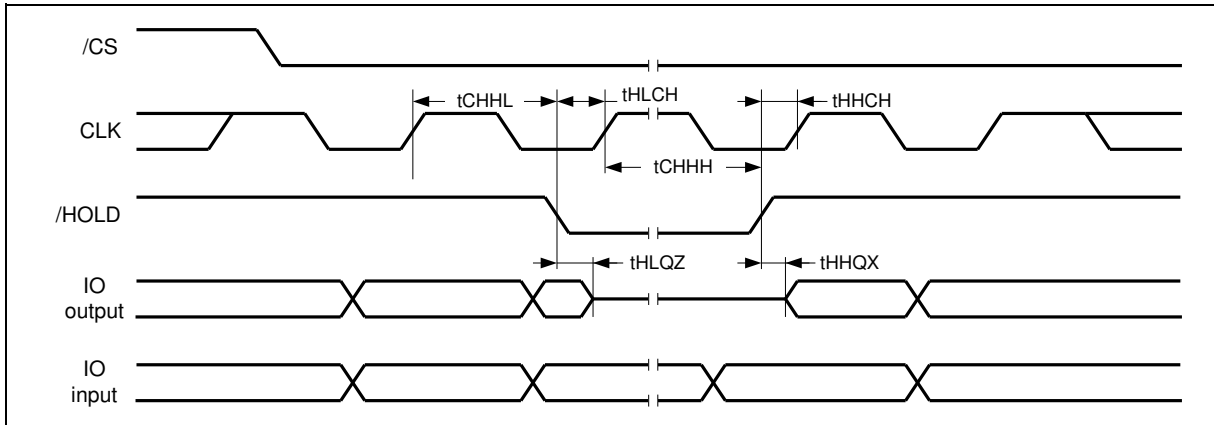 /CS
tCHHL
tHLCH
tHHCH
CLK
tCHHH
/HOLD
tHLQZ
tHHQX
IO
output
IO
input